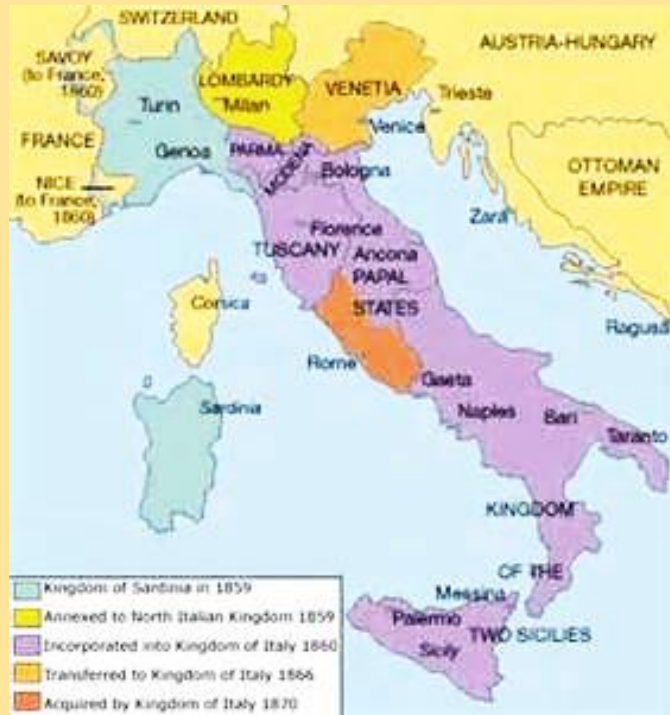 SWITZERLAND
AUSTRIA-HUNGARY
SAVOY
(to France,
1860)
LOMBARDY
Milan
VENETIA
Trieste
Turin
Venice
FRANCE
Genoa
PARMA
MODENA
Bologna
OTTOMAN
EMPIRE
NICE
(to France,
1860)
Zara
Florence
TUSCANY
Ancona
PAPAL
STATES
Corsica
Ragusa
Rome
Gaeta
Sardinia
Naples
Bari
Taranto
KINGDOM
OF THE
Messina
Palermo
TWO SICILIES
Sicily
Kingdom of Sardinia in 1859
Annexed to North Italian Kingdom 1859
Incorporated into Kingdom of Italy 1860
Transferred to Kingdom of Italy 1866
Acquired by Kingdom of Italy 1870